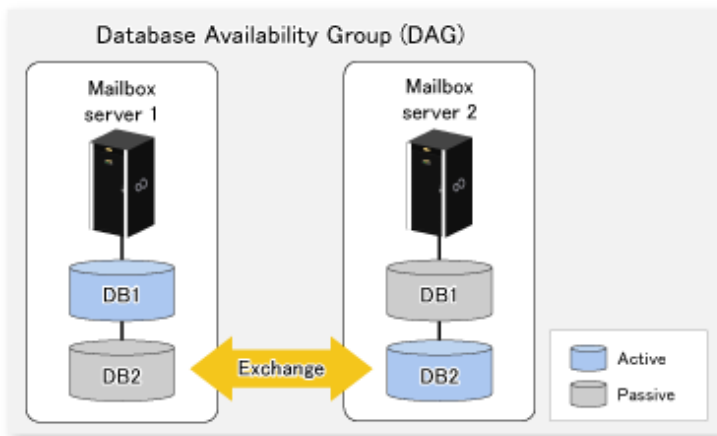 Database Availability Group (DAG)
Mailbox
server 1
Mailbox
server 2
DB1
DB1
DB2
Exchange
DB2
Active
Passive